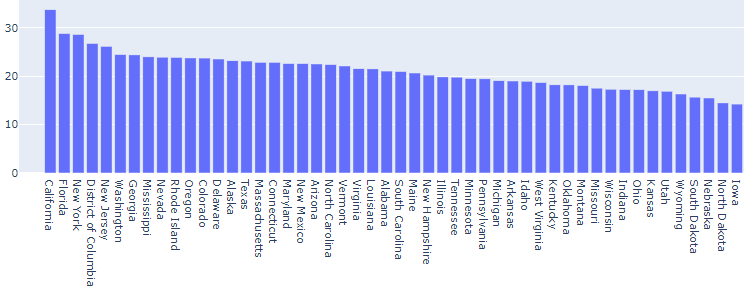 30
20
10
0
California
Florida
New York
District of Columbia
New Jersey
Washington
Georgia
Mississippi
Nevada
Rhode Island
Oregon
Colorado
Delaware
Alaska
Texas
Massachusetts
Connecticut
Maryland
New Mexico
Arizona
North Carolina
Vermont
Virginia
Louisiana
Alabama
South Carolina
Maine
New Hampshire
Illinois
Tennessee
Minnesota
Pennsylvania
Michigan
Arkansas
Idaho
West Virginia
Kentucky
Oklahoma
Montana
Missouri
Wisconsin
Indiana
Ohio
Kansas
Utah
Wyoming
South Dakota
Nebraska
North Dakota
Iowa